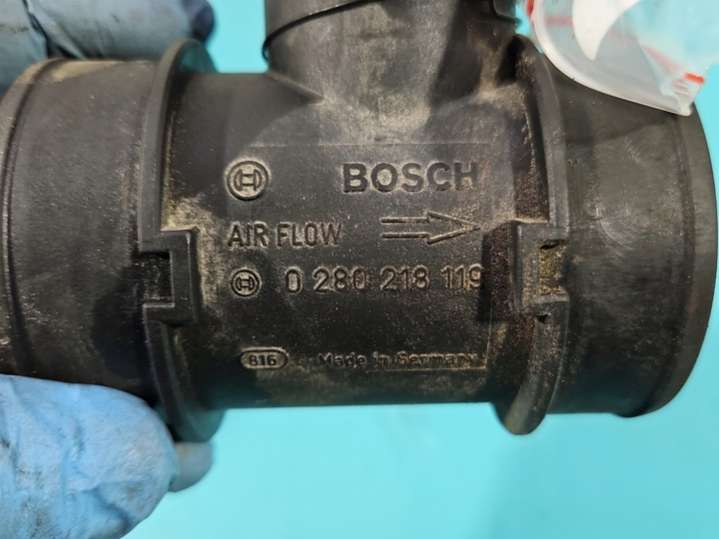 BOSCH
AIR FLOW
0 280 218 119
816
Made in Germany